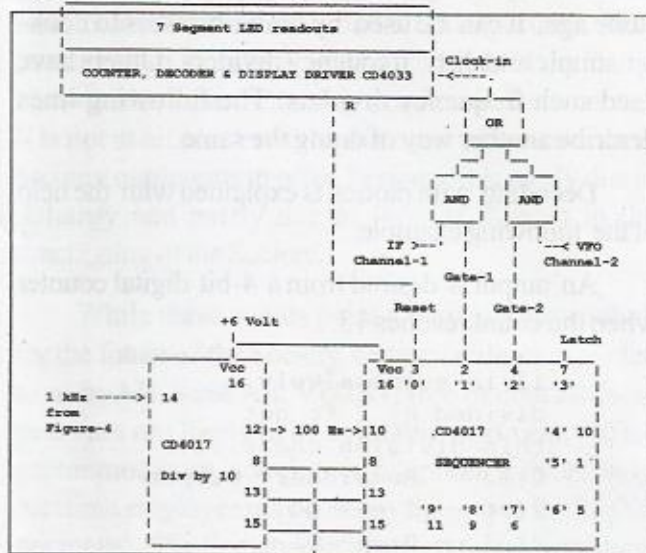 7 Segment LED readouts
COUNTER, DECODER & DISPLAY DRIVER CD4033
Clock-in
R
OR
AND AND
IF VFO
Channel-1 Channel-2
Gate-1
Reset Gate-2
+6 Volt
Latch
Vcc Vcc 3 2 4 7
16 16 '0' '1' '2' '3'
1 kHz
from
Figure-4
14
12 -> 100 Hz-> 10 CD4017 '4' 10
CD4017
8 8 SEQUENCER '5' 1
Div by 10
13 13
'9' '8' '7' '6' 5
15 15 11 9 6